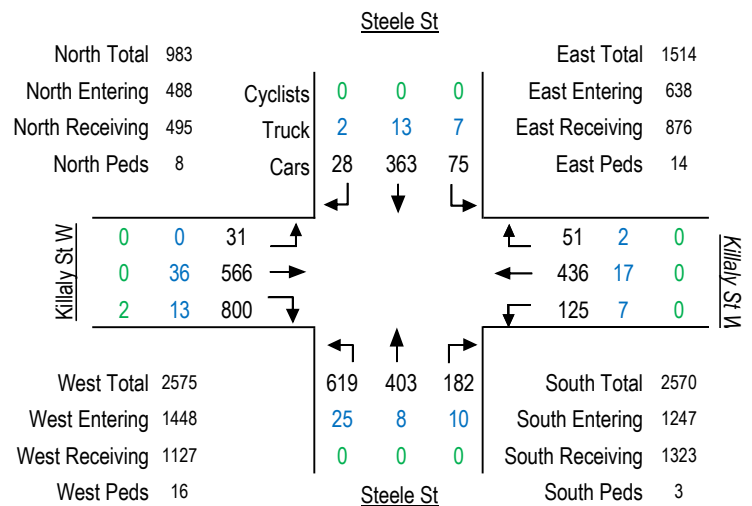 Steele St
North Total 983
East Total 1514
North Entering 488
Cyclists 0 0 0
East Entering 638
North Receiving 495
Truck 2 13 7
East Receiving 876
North Peds 8
Cars 28 363 75
East Peds 14
Killaly St W
0 0 31
51 2 0
0 36 566
436 17 0
2 13 800
125 7 0
Killaly St W
West Total 2575
619 403 182
South Total 2570
West Entering 1448
25 8 10
South Entering 1247
West Receiving 1127
0 0 0
South Receiving 1323
West Peds 16
Steele St
South Peds 3